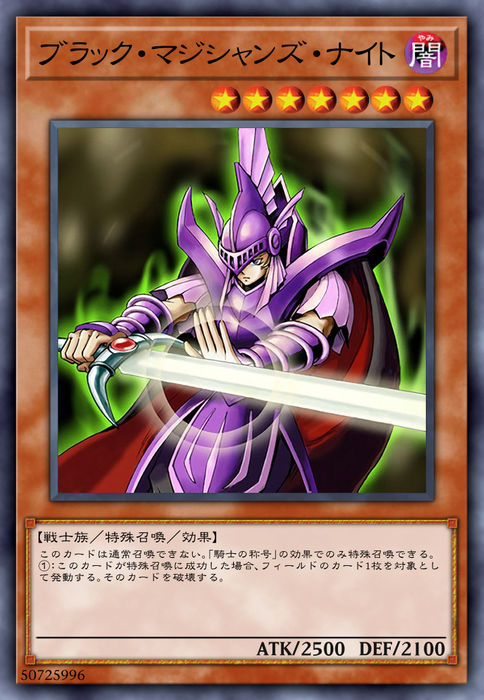 ブラック・マジシャンズ・ナイト
やみ
闇
【戦士族／特殊召喚／効果】
このカードは通常召喚できない。「騎士の称号」の効果でのみ特殊召喚できる。
①:このカードが特殊召喚に成功した場合、フィールドのカード1枚を対象とし
て発動する。そのカードを破壊する。
ATK/2500 DEF/2100
50725996